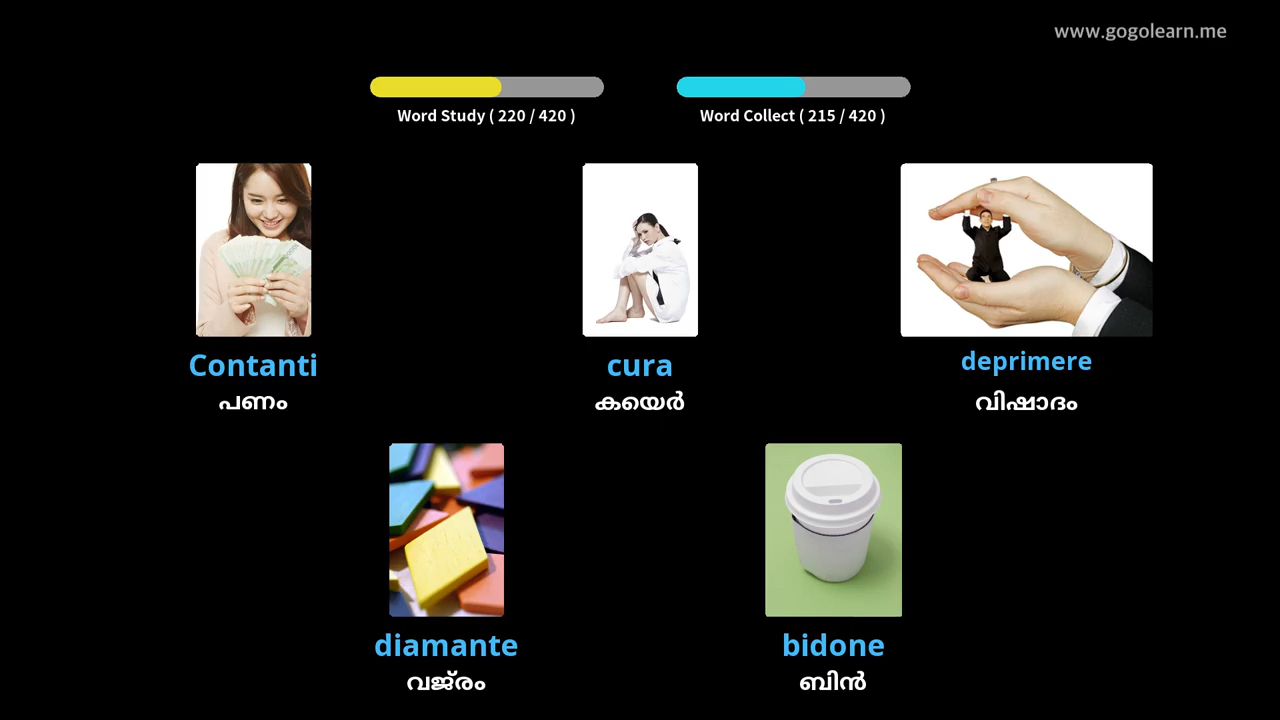 www.gogolearn.me
Word Study ( 220 / 420 )
Word Collect ( 215 / 420 )
Contanti
പണം
cura
കയെർ
deprimere
വിഷാദം
diamante
വജ്രം
bidone
ബിൻ